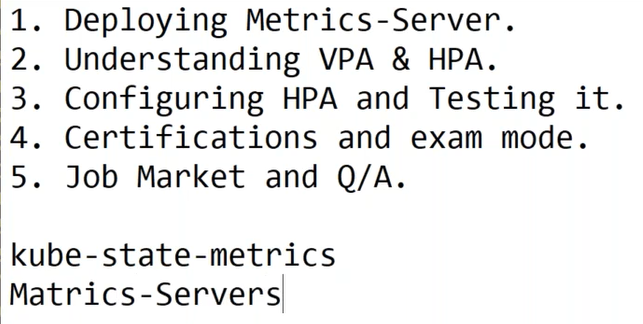 1. Deploying Metrics-Server.
2. Understanding VPA & HPA.
3. Configuring HPA and Testing it.
4. Certifications and exam mode.
5. Job Market and Q/A.
kube-state-metrics
Matrics-Servers